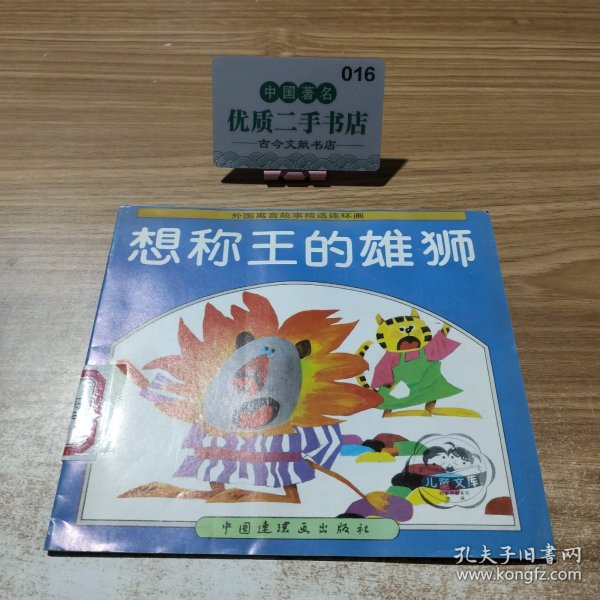 016
中国著名
优质二手书店
古今文献书店
外国寓言故事精选连环画
想称王的雄狮
儿童文库
中国连环画出版社
孔夫子旧书网
www.kongfz.com